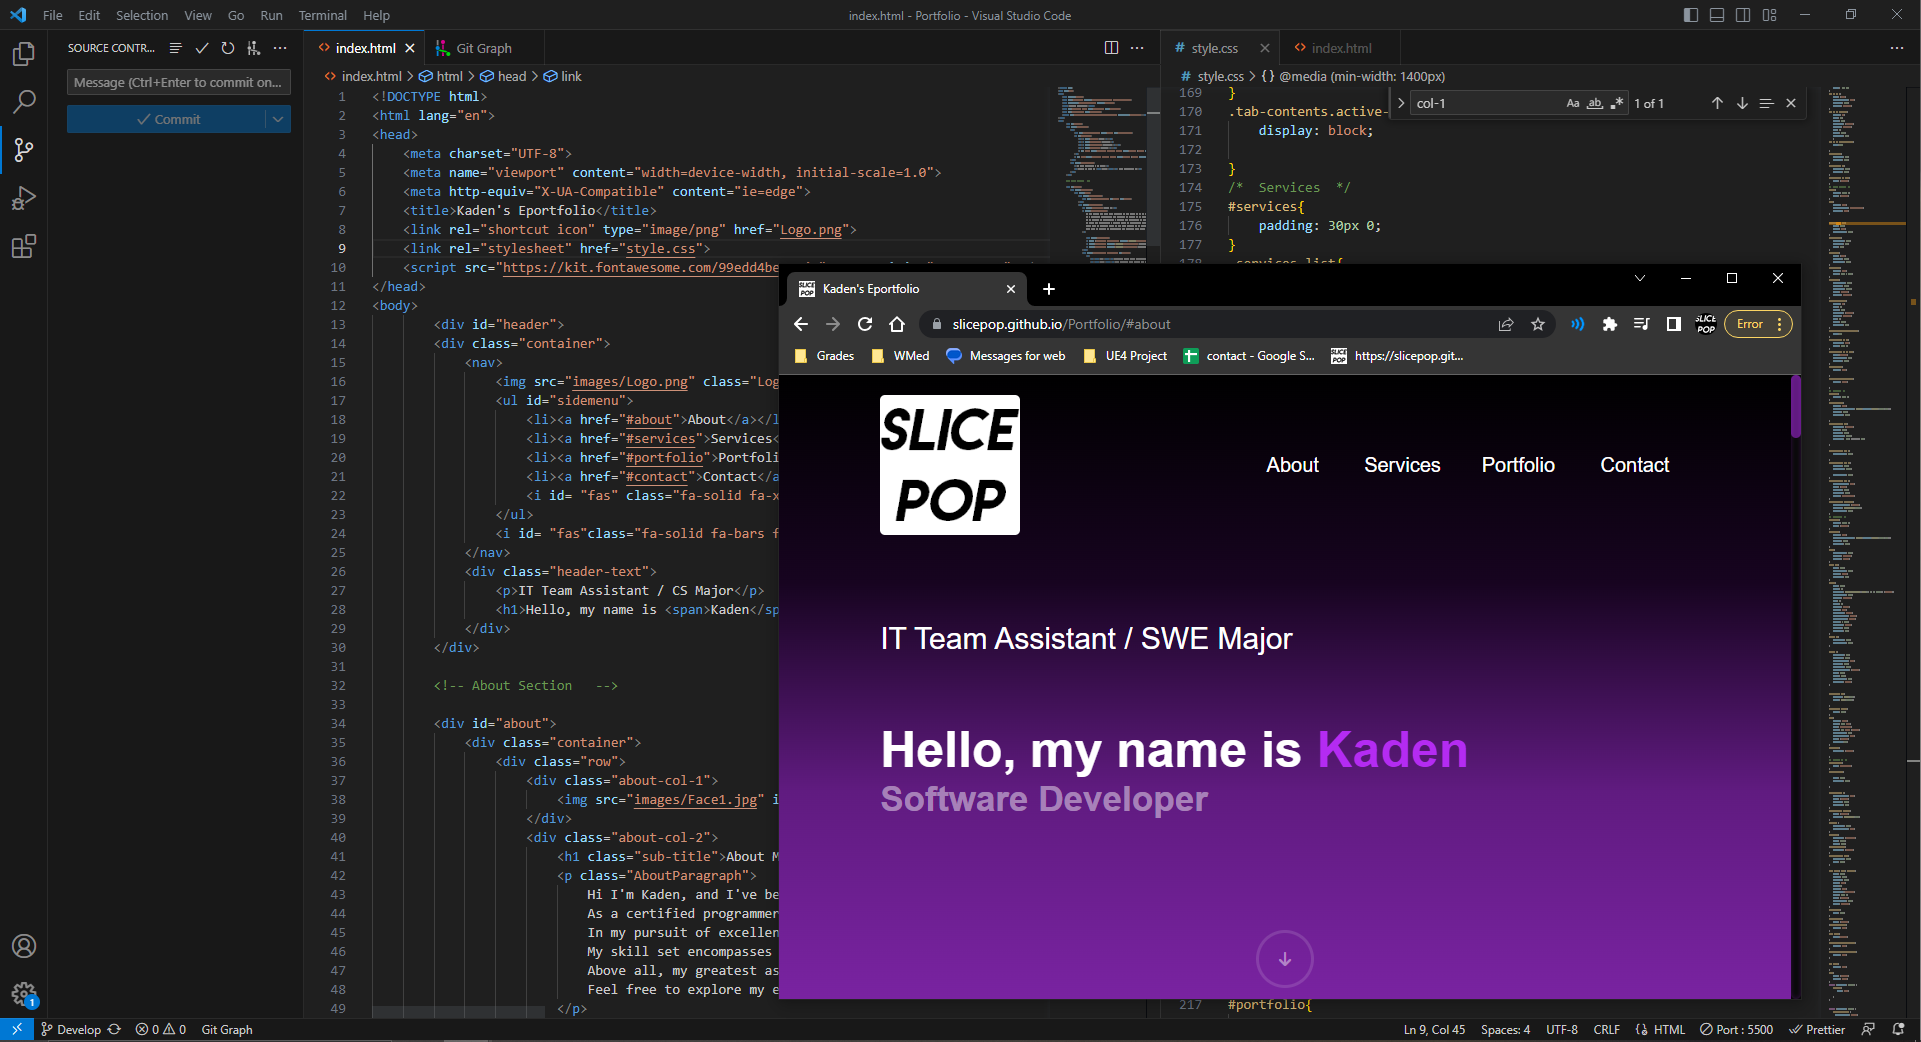 File Edit Selection View Go Run Terminal Help
index.html - Portfolio - Visual Studio Code
SOURCE CONTR...
Message (Ctrl+Enter to commit on...
Commit
index.html
Git Graph
index.html > html > head > link
1 <!DOCTYPE html>
2 <html lang="en">
3 <head>
4 <meta charset="UTF-8">
5 <meta name="viewport" content="width=device-width, initial-scale=1.0">
6 <meta http-equiv="X-UA-Compatible" content="ie=edge">
7 <title>Kaden's Eportfolio</title>
8 <link rel="shortcut icon" type="image/png" href="Logo.png">
9 <link rel="stylesheet" href="style.css">
10 <script src="https://kit.fontawesome.com/99edd4be
11 </head>
12 <body>
13 <div id="header">
14 <div class="container">
15 <nav>
16 <img src="images/Logo.png" class="Log
17 <ul id="sidemenu">
18 <li><a href="#about">About</a></l
19 <li><a href="#services">Services<
20 <li><a href="#portfolio">Portfoli
21 <li><a href="#contact">Contact</a
22 <i id= "fas" class="fa-solid fa-x
23 </ul>
24 <i id= "fas"class="fa-solid fa-bars f
25 </nav>
26 <div class="header-text">
27 <p>IT Team Assistant / CS Major</p>
28 <h1>Hello, my name is <span>Kaden</sp
29 </div>
30 </div>
31
32 <!-- About Section -->
33
34 <div id="about">
35 <div class="container">
36 <div class="row">
37 <div class="about-col-1">
38 <img src="images/Face1.jpg" i
39 </div>
40 <div class="about-col-2">
41 <h1 class="sub-title">About M
42 <p class="AboutParagraph">
43 Hi I'm Kaden, and I've be
44 As a certified programmer
45 In my pursuit of excellen
46 My skill set encompasses
47 Above all, my greatest as
48 Feel free to explore my e
49 </p>
style.css
index.html
style.css > {} @media (min-width: 1400px)
col-1
Aa ab .* 1 of 1
169 }
170 .tab-contents.active-
171 display: block;
172
173 }
174 /* Services */
175 #services{
176 padding: 30px 0;
177 }
178 .services-list{
217 #portfolio{
Kaden's Eportfolio
slicepop.github.io/Portfolio/#about
SLICE
POP
Error
Grades
WMed
Messages for web
UE4 Project
contact - Google S...
https://slicepop.git...
SLICE
POP
About Services Portfolio Contact
IT Team Assistant / SWE Major
Hello, my name is Kaden
Software Developer
1
Develop
0 0
Git Graph
Ln 9, Col 45
Spaces: 4
UTF-8
CRLF
HTML
Port : 5500
Prettier